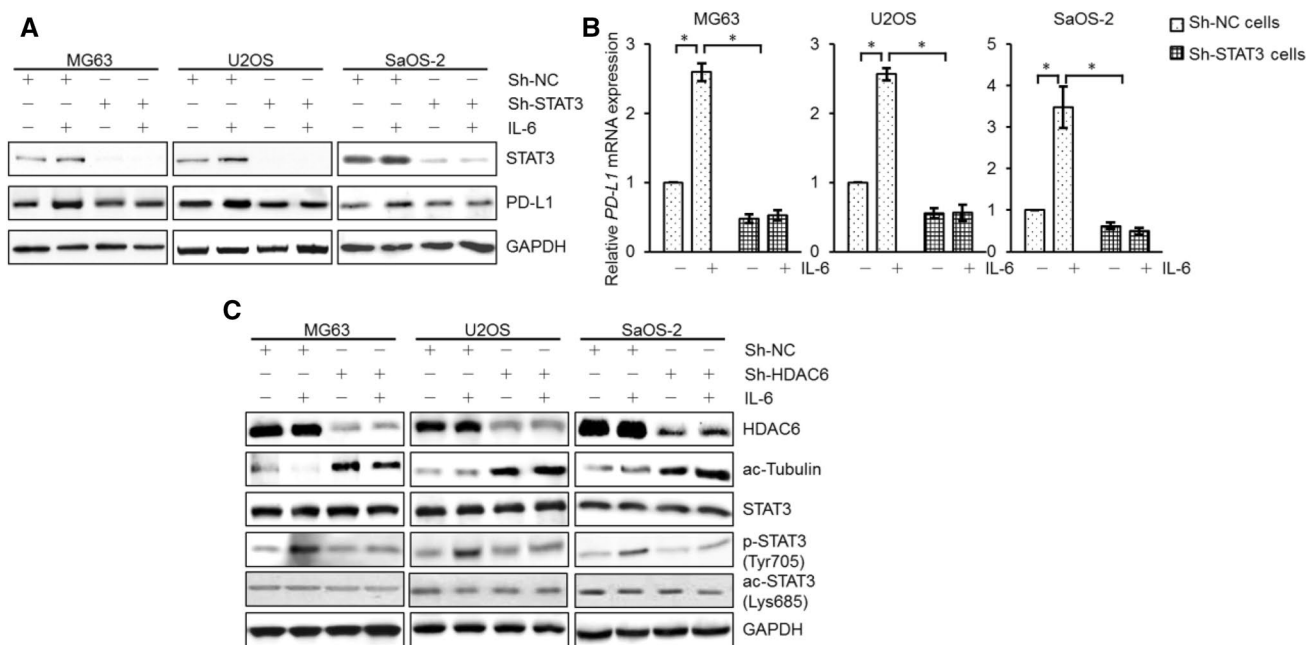 A
MG63 U2OS SaOS-2
+ + − − + + − − + + − − Sh-NC
− − + + − − + + − − + + Sh-STAT3
− + − + − + − + − + − + IL-6
STAT3
PD-L1
GAPDH
B
MG63 U2OS SaOS-2
Sh-NC cells
Sh-STAT3 cells
Relative PD-L1 mRNA expression
3 2 1 0
* *
− + − + IL-6
3 2 1 0
* *
− + − + IL-6
5 4 3 2 1 0
* *
− + − + IL-6
C
MG63 U2OS SaOS-2
+ + − − + + − − + + − − Sh-NC
− − + + − − + + − − + + Sh-HDAC6
− + − + − + − + − + − + IL-6
HDAC6
ac-Tubulin
STAT3
p-STAT3
(Tyr705)
ac-STAT3
(Lys685)
GAPDH